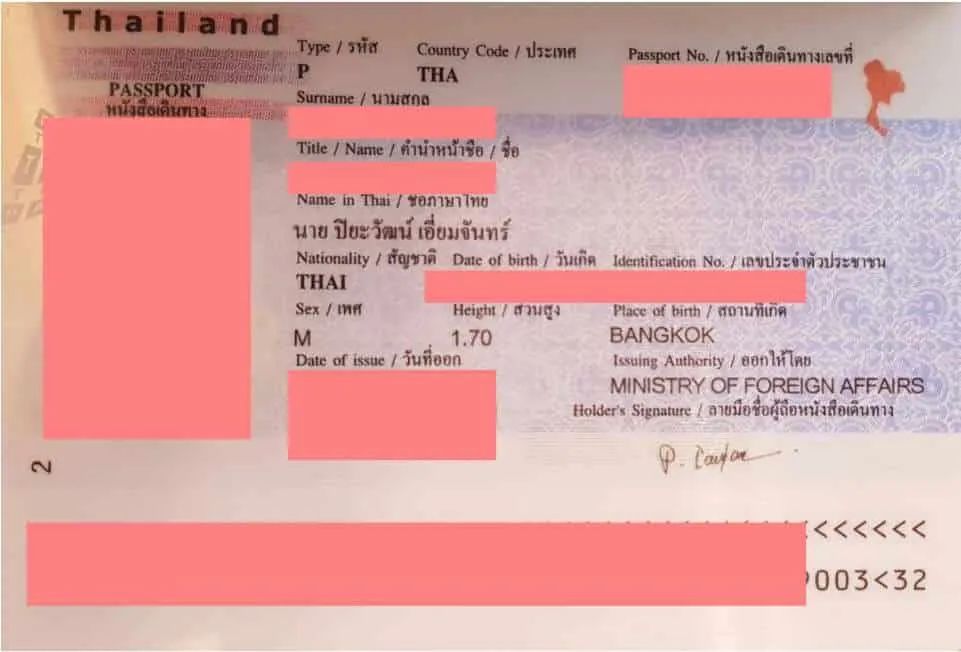 Thailand
PASSPORT
หนังสือเดินทาง
Type / รหัส Country Code / ประเทศ Passport No. / หนังสือเดินทางเลขที่
P THA
Surname / นามสกุล
Title / Name / คำนำหน้าชื่อ / ชื่อ
Name in Thai / ชื่อภาษาไทย
นาย ปิยะวัฒน์ เอี่ยมจันทร์
Nationality / สัญชาติ Date of birth / วันเกิด Identification No. / เลขประจำตัวประชาชน
THAI
Sex / เพศ Height / ส่วนสูง Place of birth / สถานที่เกิด
M 1.70 BANGKOK
Date of issue / วันที่ออก Issuing Authority / ออกให้โดย
MINISTRY OF FOREIGN AFFAIRS
Holder's Signature / ลายมือชื่อผู้ถือหนังสือเดินทาง
2
<<<<<<
003<32